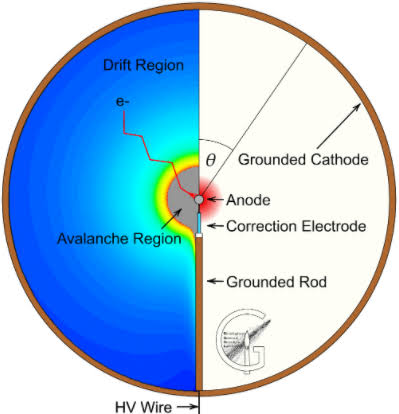 Drift Region
e-
θ
Grounded Cathode
Anode
Correction Electrode
Avalanche Region
Grounded Rod
HV Wire